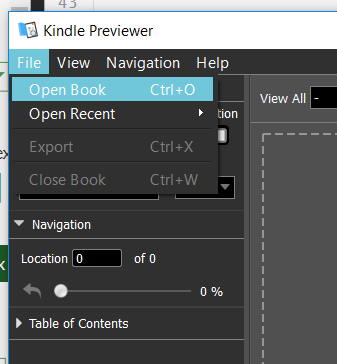 43
Kindle Previewer
File View Navigation Help
Open Book Ctrl+O
Open Recent
View All -
Export Ctrl+X
Close Book Ctrl+W
Navigation
Location 0 of 0
0 %
Table of Contents